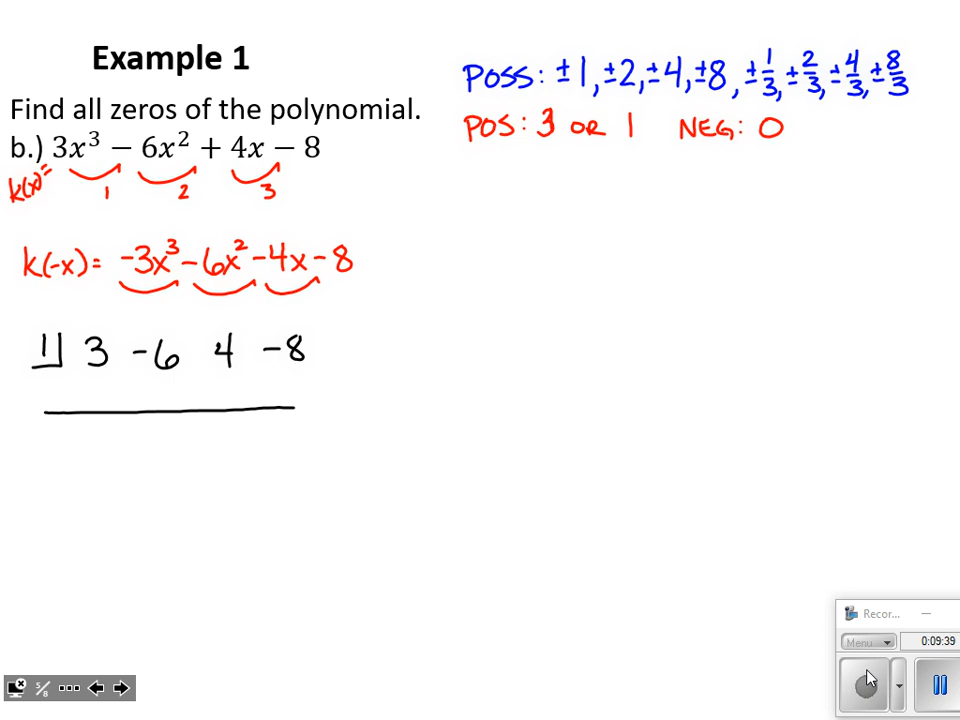 Example 1
Find all zeros of the polynomial.
b.) 3x³ − 6x² + 4x − 8
k(x)=
1 2 3
k(-x)= -3x³ - 6x² - 4x - 8
1 3 -6 4 -8
POSS: ±1, ±2, ±4, ±8, ±1/3, ±2/3, ±4/3, ±8/3
POS: 3 OR 1 NEG: 0
Recor...
Menu
0:09:39
5/8